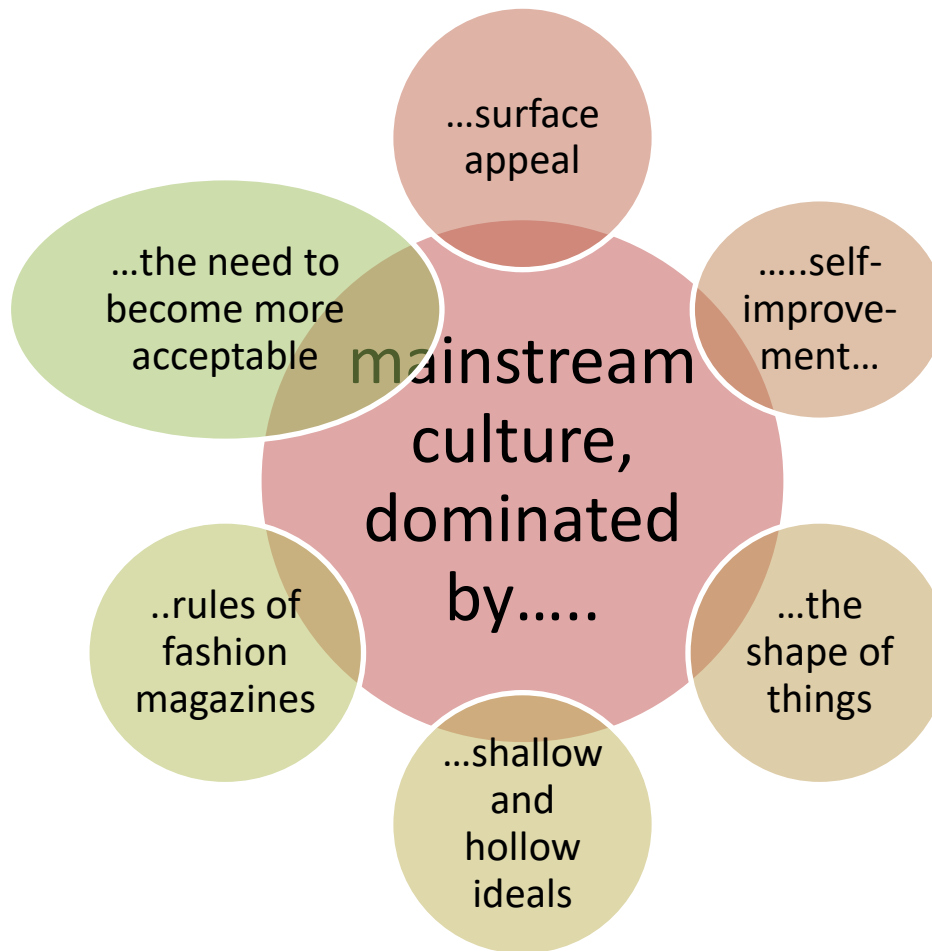 …surface
appeal
…..self-
improve-
ment…
…the
shape of
things
…shallow
and
hollow
ideals
..rules of
fashion
magazines
…the need to
become more
acceptable
mainstream
culture,
dominated
by…..